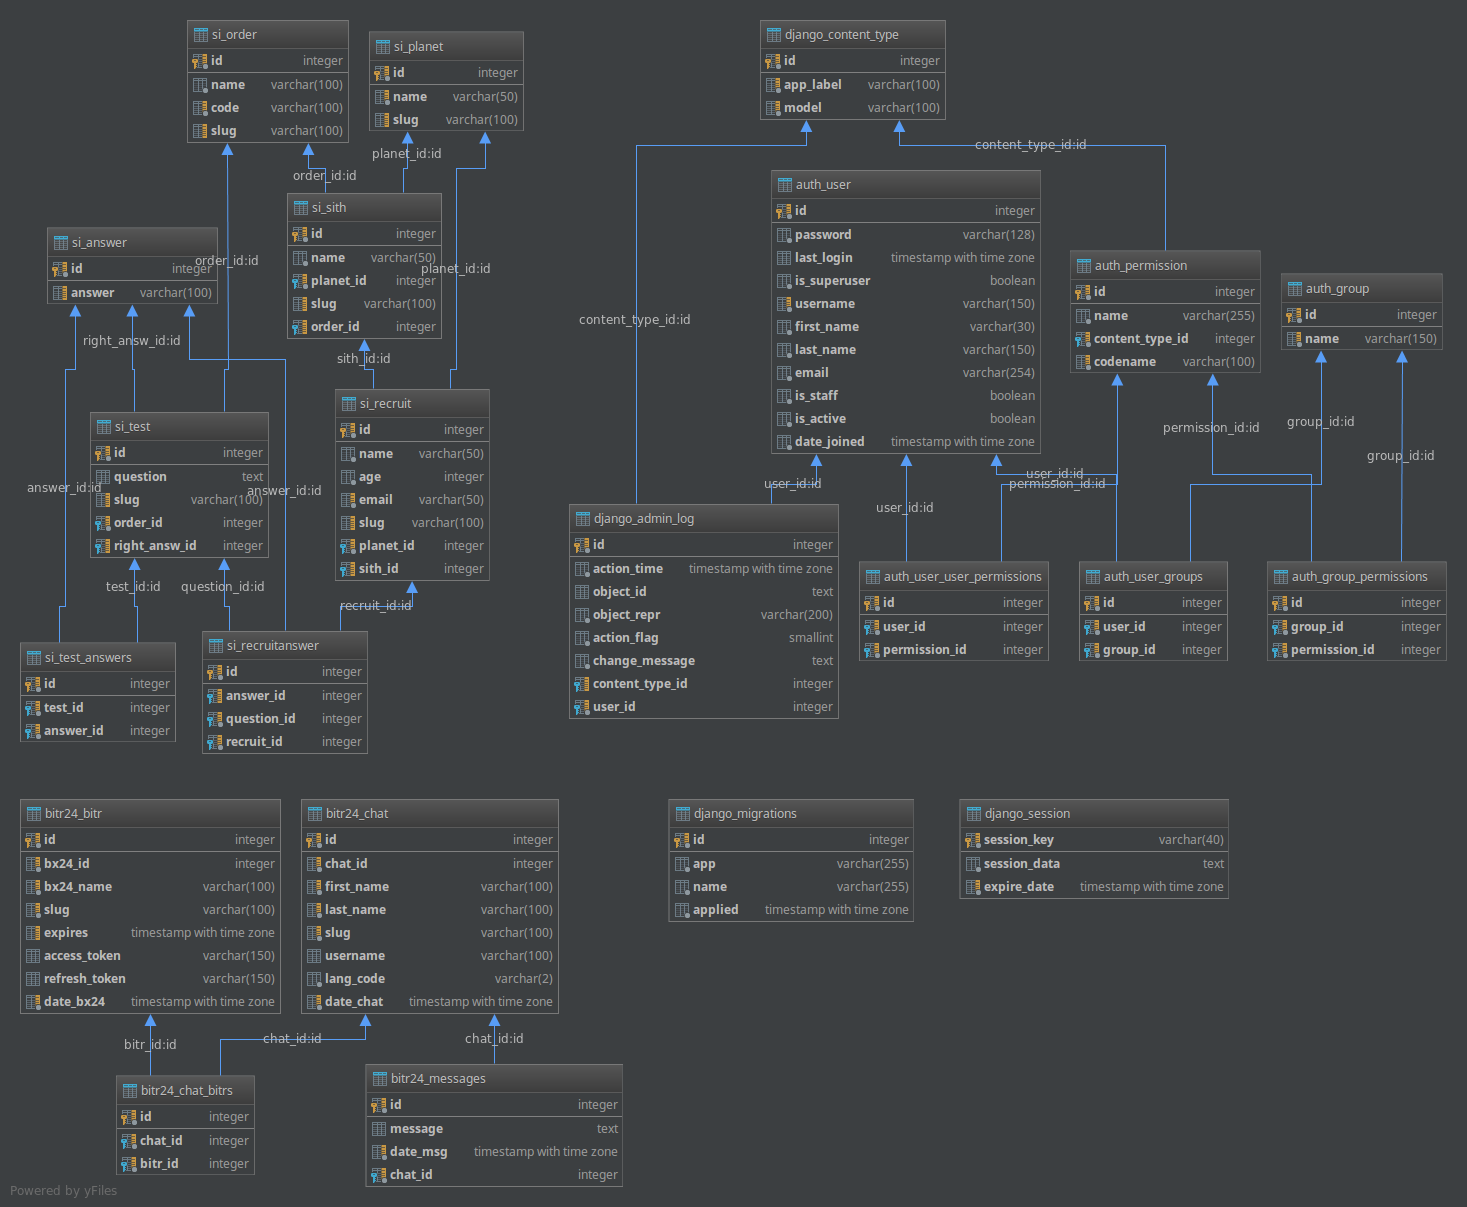 si_order
id integer
name varchar(100)
code varchar(100)
slug varchar(100)
si_planet
id integer
name varchar(50)
slug varchar(100)
django_content_type
id integer
app_label varchar(100)
model varchar(100)
planet_id:id
order_id:id
content_type_id:id
si_sith
id integer
name varchar(50)
planet_id integer
slug varchar(100)
order_id integer
si_answer
id integer
answer varchar(100)
order_id:id
planet_id:id
right_answ_id:id
sith_id:id
content_type_id:id
auth_user
id integer
password varchar(128)
last_login timestamp with time zone
is_superuser boolean
username varchar(150)
first_name varchar(30)
last_name varchar(150)
email varchar(254)
is_staff boolean
is_active boolean
date_joined timestamp with time zone
auth_permission
id integer
name varchar(255)
content_type_id integer
codename varchar(100)
auth_group
id integer
name varchar(150)
si_test
id integer
question text
slug varchar(100)
order_id integer
right_answ_id integer
si_recruit
id integer
name varchar(50)
age integer
email varchar(50)
slug varchar(100)
planet_id integer
sith_id integer
answer_id:id
answer_id:id
test_id:id
question_id:id
recruit_id:id
user_id:id
user_id:id
user_id:id
permission_id:id
permission_id:id
group_id:id
group_id:id
si_test_answers
id integer
test_id integer
answer_id integer
si_recruitanswer
id integer
answer_id integer
question_id integer
recruit_id integer
django_admin_log
id integer
action_time timestamp with time zone
object_id text
object_repr varchar(200)
action_flag smallint
change_message text
content_type_id integer
user_id integer
auth_user_user_permissions
id integer
user_id integer
permission_id integer
auth_user_groups
id integer
user_id integer
group_id integer
auth_group_permissions
id integer
group_id integer
permission_id integer
bitr24_bitr
id integer
bx24_id integer
bx24_name varchar(100)
slug varchar(100)
expires timestamp with time zone
access_token varchar(150)
refresh_token varchar(150)
date_bx24 timestamp with time zone
bitr24_chat
id integer
chat_id integer
first_name varchar(100)
last_name varchar(100)
slug varchar(100)
username varchar(100)
lang_code varchar(2)
date_chat timestamp with time zone
django_migrations
id integer
app varchar(255)
name varchar(255)
applied timestamp with time zone
django_session
session_key varchar(40)
session_data text
expire_date timestamp with time zone
bitr_id:id
chat_id:id
chat_id:id
bitr24_chat_bitrs
id integer
chat_id integer
bitr_id integer
bitr24_messages
id integer
message text
date_msg timestamp with time zone
chat_id integer
Powered by yFiles